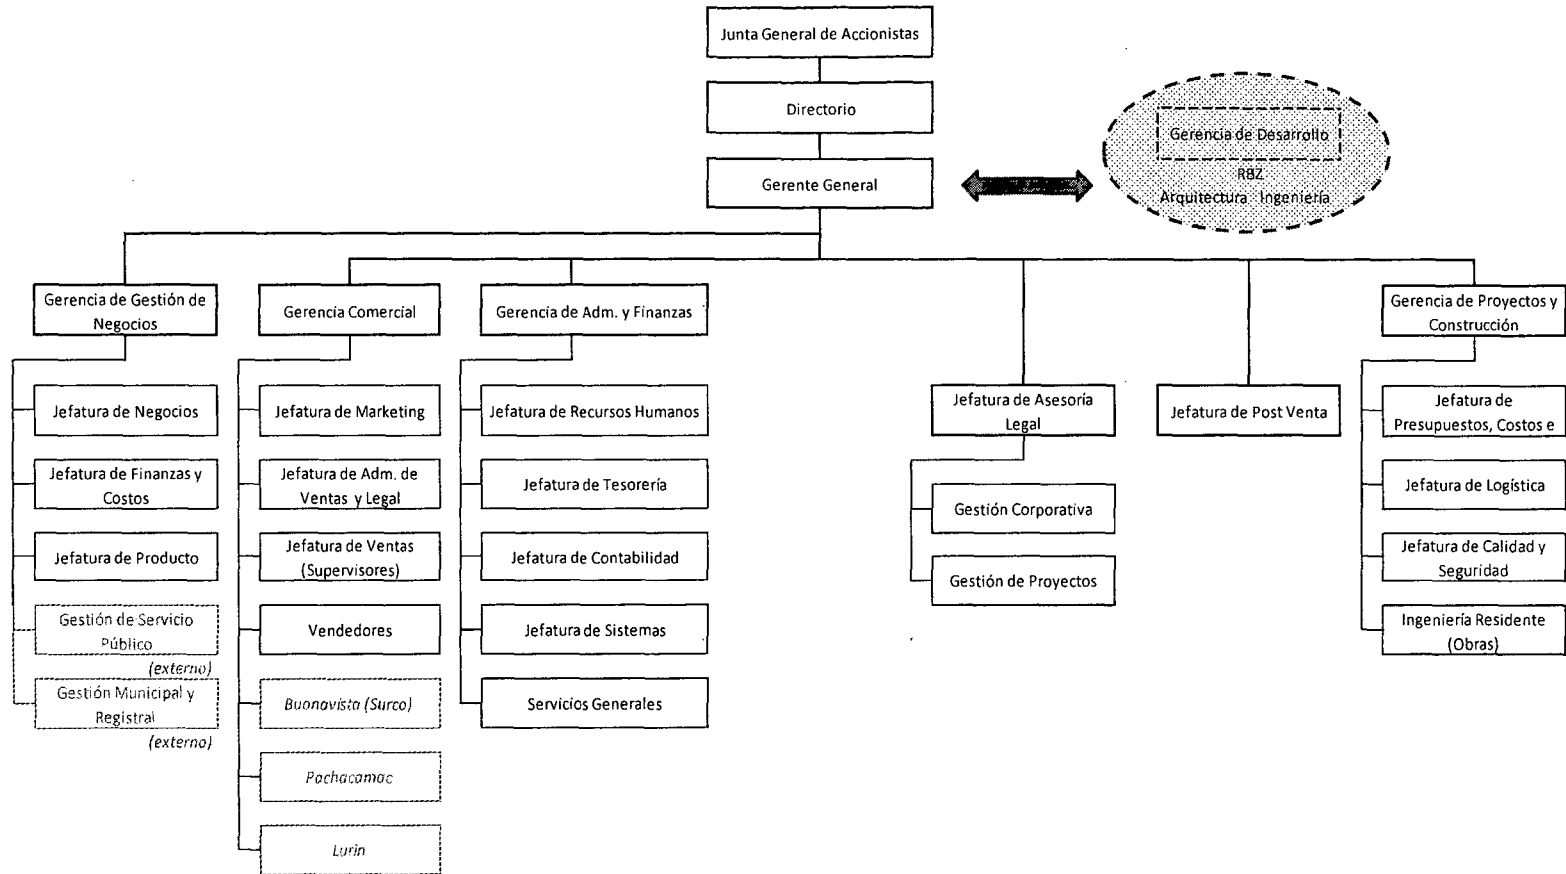 Junta General de Accionistas
Directorio
Gerente General
Gerencia de Desarrollo
RBZ
Arquitectura - Ingeniería
Gerencia de Gestión de
Negocios
Jefatura de Negocios
Jefatura de Finanzas y
Costos
Jefatura de Producto
Gestión de Servicio
Público
(externo)
Gestión Municipal y
Registral
(externo)
Gerencia Comercial
Jefatura de Marketing
Jefatura de Adm. de
Ventas y Legal
Jefatura de Ventas
(Supervisores)
Vendedores
Buonavista (Surco)
Pachacamac
Lurin
Gerencia de Adm. y Finanzas
Jefatura de Recursos Humanos
Jefatura de Tesorería
Jefatura de Contabilidad
Jefatura de Sistemas
Servicios Generales
Jefatura de Asesoría
Legal
Gestión Corporativa
Gestión de Proyectos
Jefatura de Post Venta
Gerencia de Proyectos y
Construcción
Jefatura de
Presupuestos, Costos e
Jefatura de Logística
Jefatura de Calidad y
Seguridad
Ingeniería Residente
(Obras)